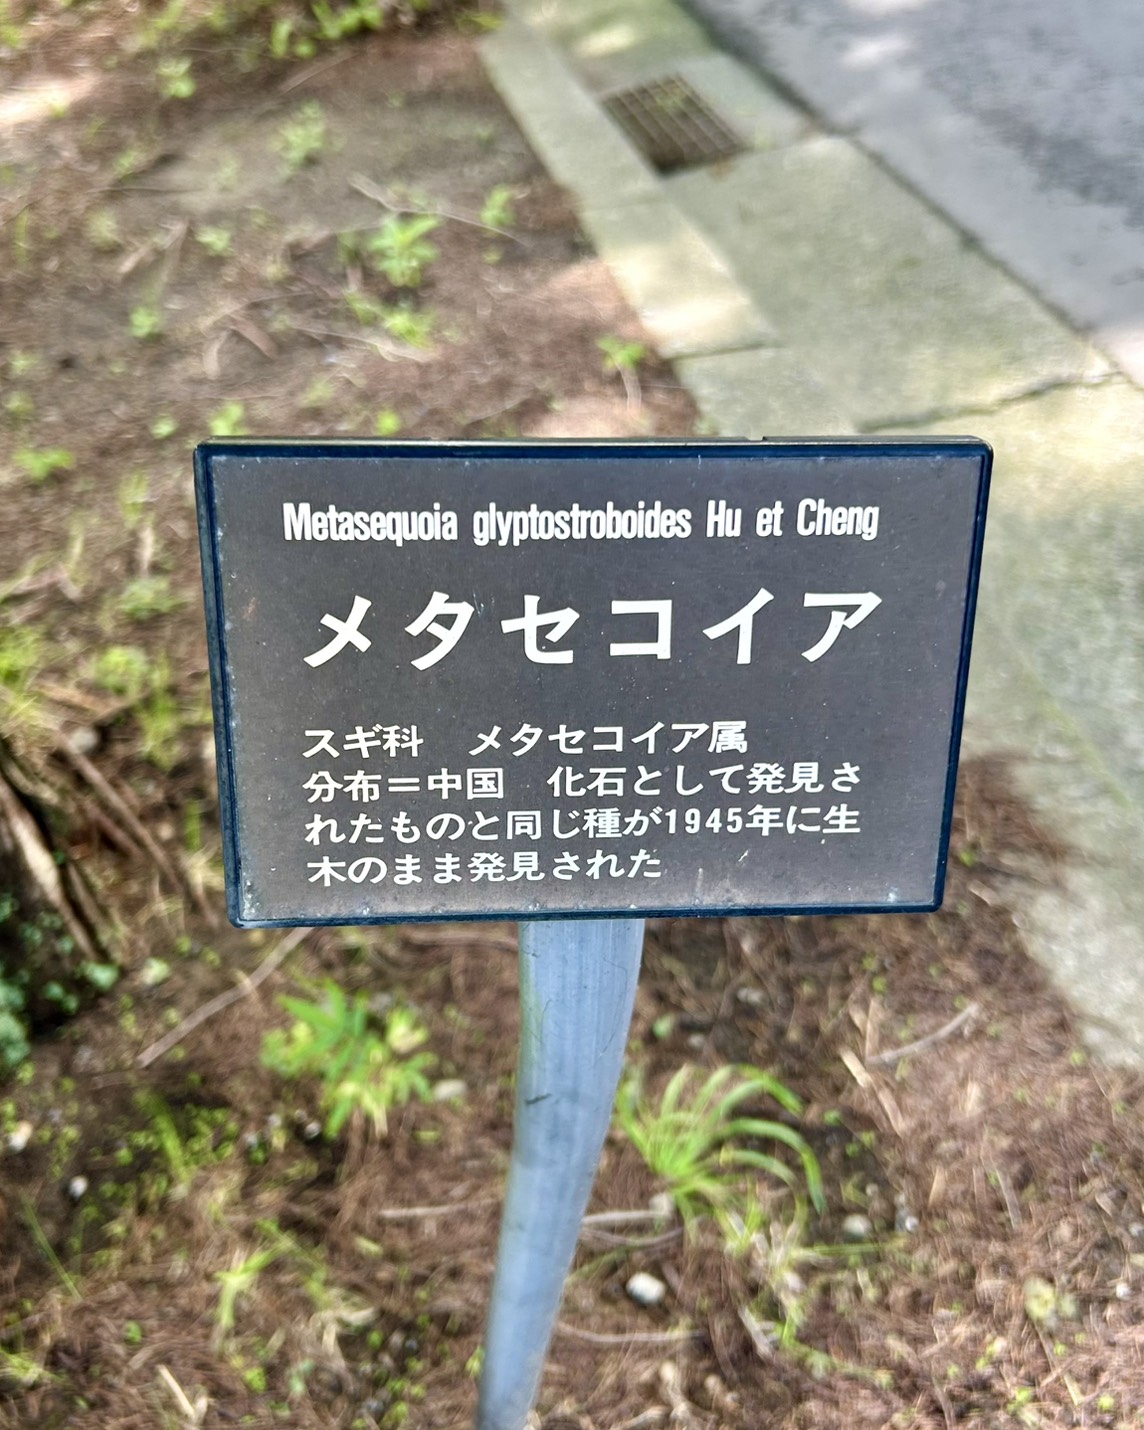 Metasequoia glyptostroboides Hu et Cheng
メタセコイア
スギ科　メタセコイア属
分布＝中国　化石として発見さ
れたものと同じ種が1945年に生
木のまま発見された